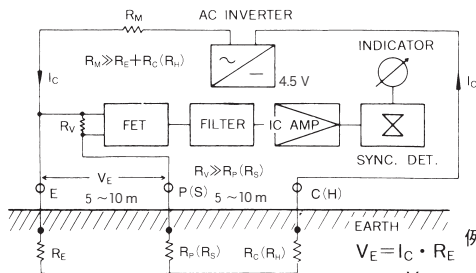 R_M AC INVERTER
INDICATOR
R_M≫R_E+R_C(R_H)
I_C
4.5 V
I_C
R_V
FET
FILTER
IC AMP
SYNC. DET.
V_E
R_V≫R_P(R_S)
E
P(S)
C(H)
5~10 m
5~10 m
EARTH
例
R_E
R_P(R_S)
R_C(R_H)
V_E=I_C・R_E